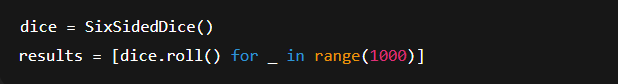 dice = SixSidedDice()
results = [dice.roll() for _ in range(1000)]